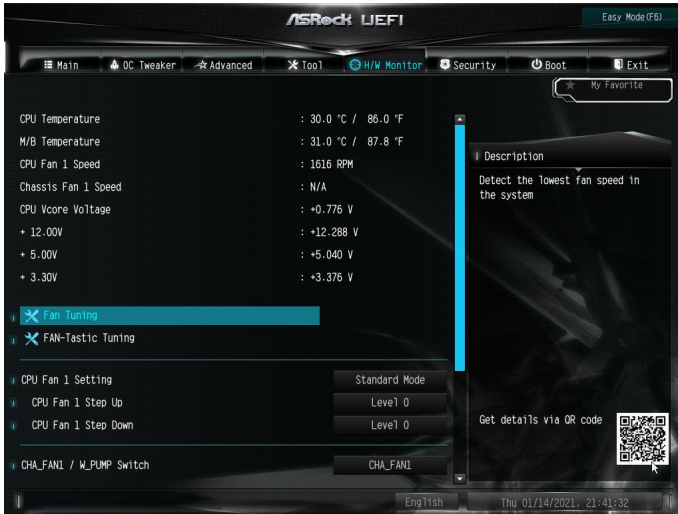 ASRock UEFI
Easy Mode(F6)
Main
OC Tweaker
Advanced
Tool
H/W Monitor
Security
Boot
Exit
My Favorite
CPU Temperature : 30.0 °C / 86.0 °F
M/B Temperature : 31.0 °C / 87.8 °F
CPU Fan 1 Speed : 1616 RPM
Chassis Fan 1 Speed : N/A
CPU Vcore Voltage : +0.776 V
+ 12.00V : +12.288 V
+ 5.00V : +5.040 V
+ 3.30V : +3.376 V
Fan Tuning
FAN-Tastic Tuning
CPU Fan 1 Setting Standard Mode
CPU Fan 1 Step Up Level 0
CPU Fan 1 Step Down Level 0
CHA_FAN1 / W_PUMP Switch CHA_FAN1
Description
Detect the lowest fan speed in
the system
Get details via QR code
English
Thu 01/14/2021. 21:41:32